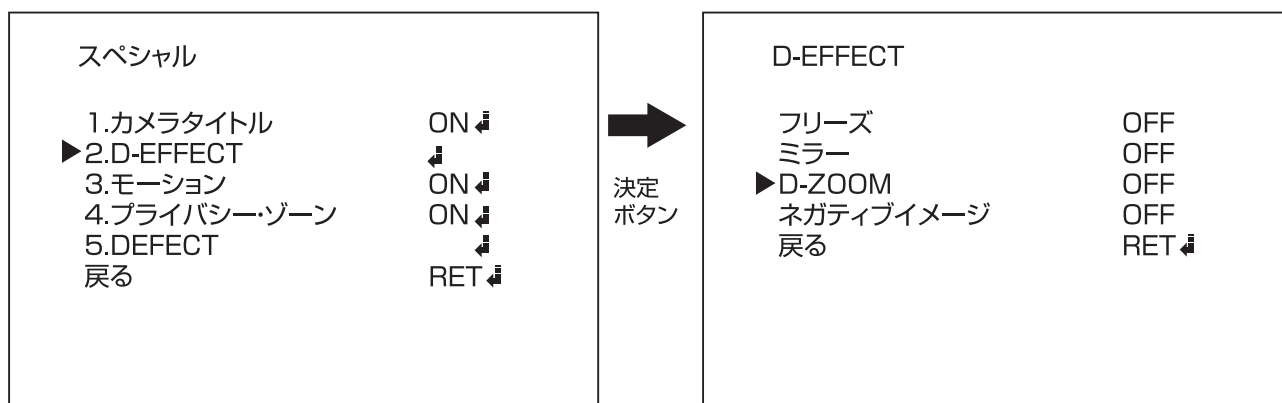 スペシャル
1.カメラタイトル ON↲
▶2.D-EFFECT ↲
3.モーション ON↲
4.プライバシー・ゾーン ON↲
5.DEFECT ↲
戻る RET↲
決定
ボタン
D-EFFECT
フリーズ OFF
ミラー OFF
▶D-ZOOM OFF
ネガティブイメージ OFF
戻る RET↲